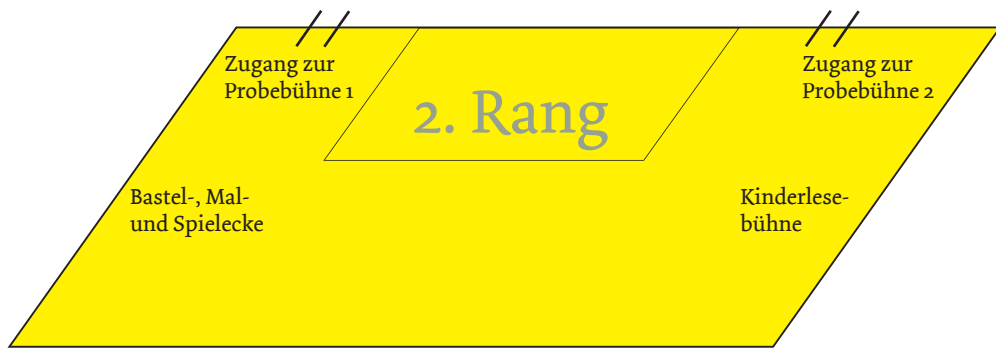 Zugang zur
Probebühne 1
Zugang zur
Probebühne 2
2. Rang
Bastel-, Mal-
und Spielecke
Kinderlese-
bühne